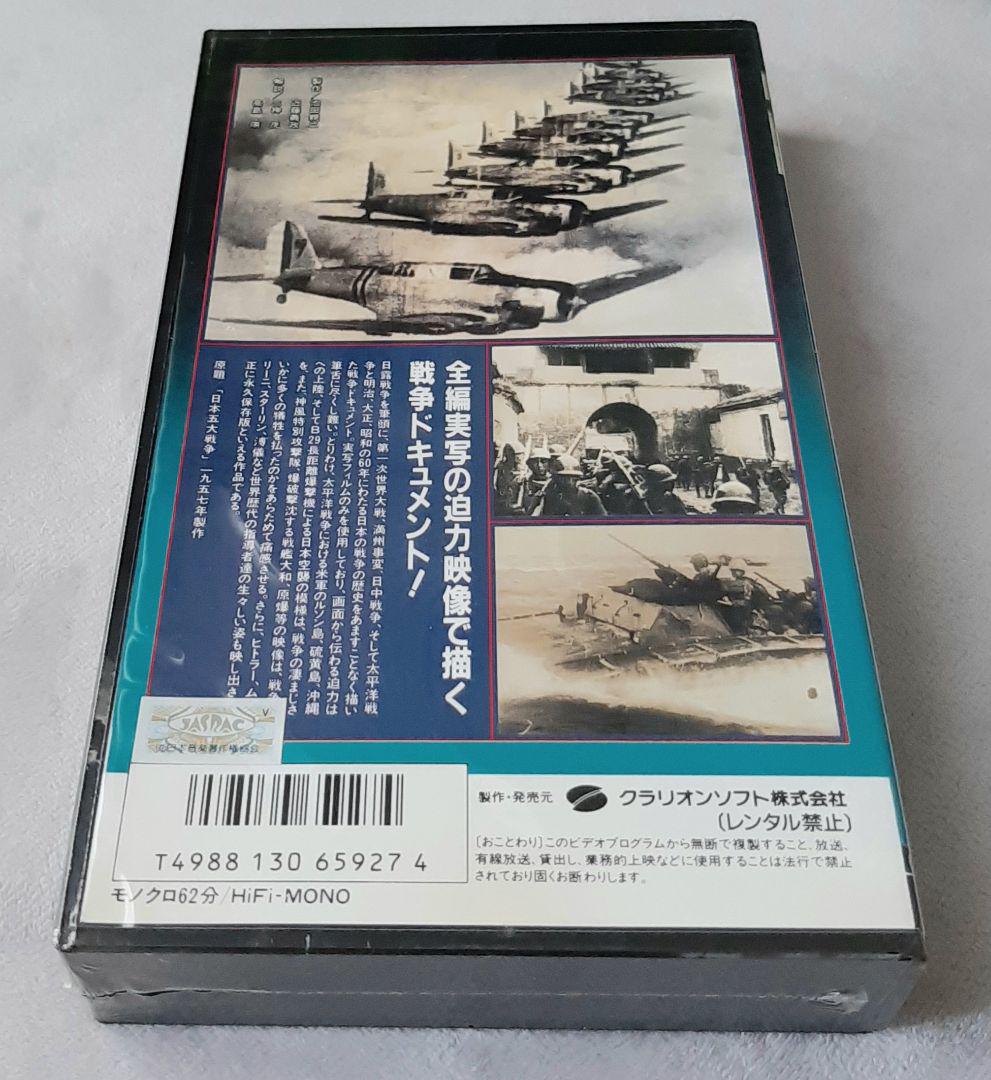 全編実写の迫力映像で描く
戦争ドキュメント!
日露戦争を筆頭に、第一次世界大戦、満州事変、日中戦争、そして太平洋戦
争と明治、大正、昭和の60年にわたる日本の戦争の歴史をあますことなく描い
た戦争ドキュメント。実写フィルムのみを使用しており、画面から伝わる迫力は
筆舌に尽くし難い。とりわけ、太平洋戦争における米軍のルソン島、硫黄島、沖縄
への上陸、そしてB29長距離爆撃機による日本空襲の模様は、戦争の凄まじさ
を、また、神風特別攻撃隊、爆破撃沈する戦艦大和、原爆等の映像は、戦争
いかに多くの犠牲を払ったのかをあらためて痛感させる。さらに、ヒトラー、ム
リーニ、スターリン、溥儀など世界歴代の指導者達の生々しい姿も映し出さ
正に永久保存版といえる作品である。
原題「日本五大戦争」一九五七年製作
JASRAC
V
T4988 130 65927 4
モノクロ62分/HiFi-MONO
製作・発売元 クラリオンソフト株式会社
(レンタル禁止)
〔おことわり〕このビデオプログラムから無断で複製すること、放送、
有線放送、貸出し、業務的上映などに使用することは法行で禁止
されており固くお断わりします。